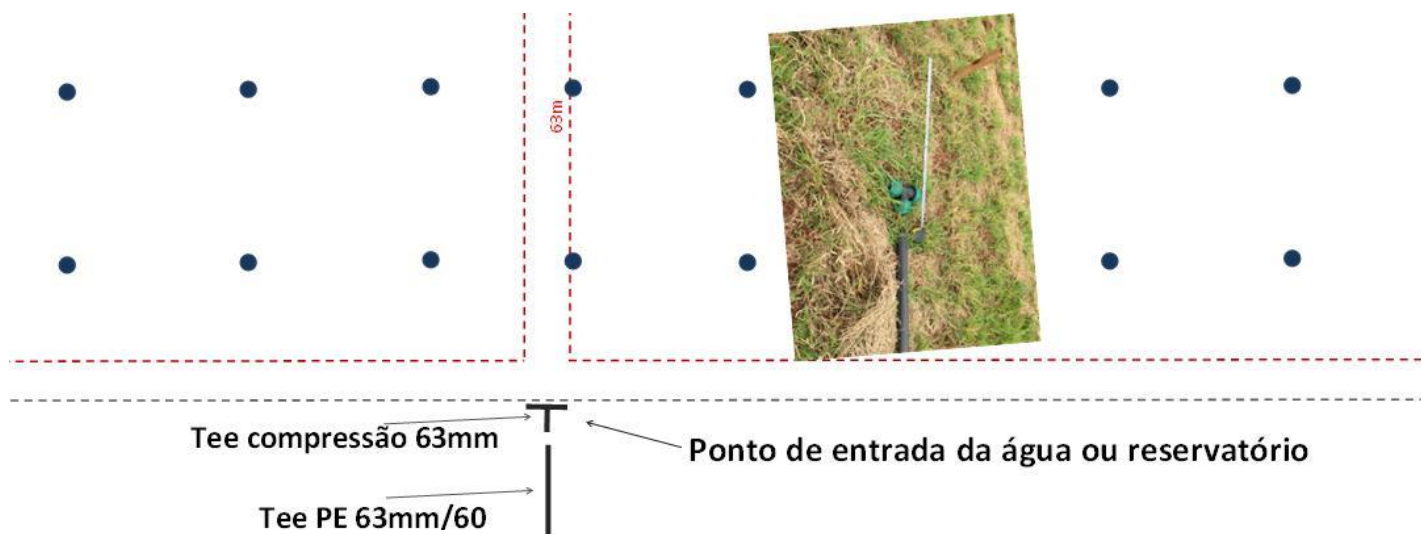 63m
Tee compressão 63mm
Ponto de entrada da água ou reservatório
Tee PE 63mm/60